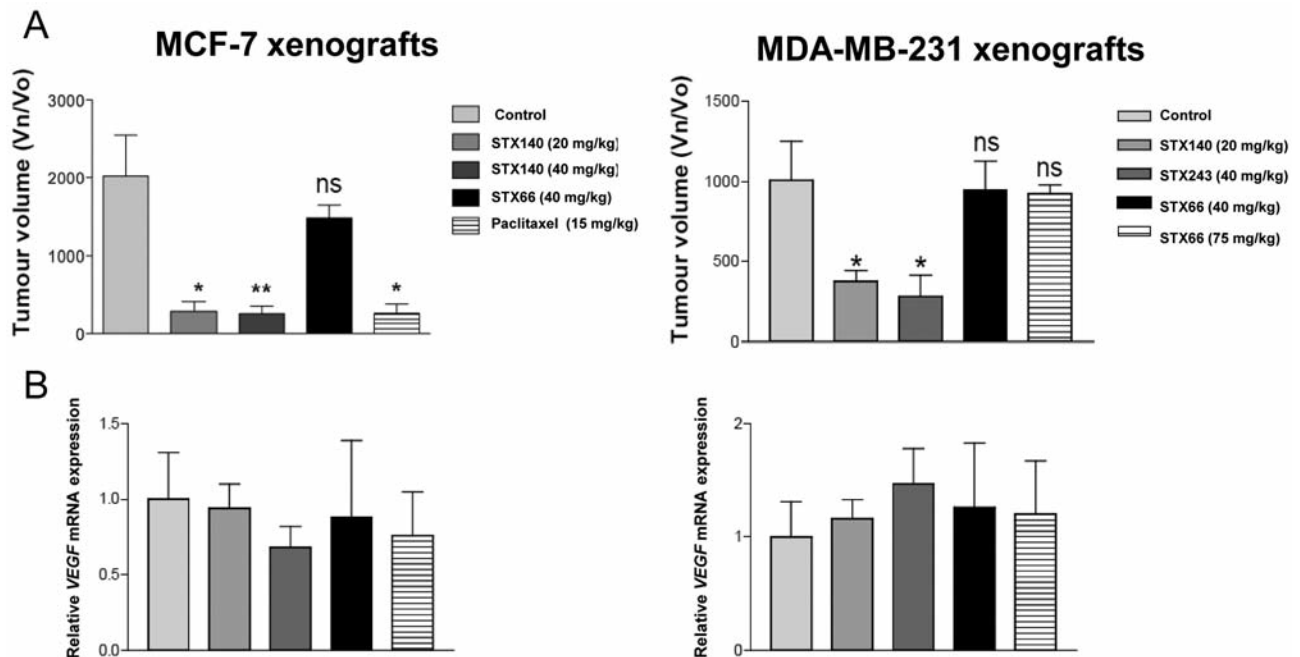 A
MCF-7 xenografts
Tumour volume (Vn/Vo)
3000
2000
1000
0
*
**
ns
*
Control
STX140 (20 mg/kg)
STX140 (40 mg/kg)
STX66 (40 mg/kg)
Paclitaxel (15 mg/kg)
MDA-MB-231 xenografts
Tumour volume (Vn/Vo)
1500
1000
500
0
*
*
ns
ns
Control
STX140 (20 mg/kg)
STX243 (40 mg/kg)
STX66 (40 mg/kg)
STX66 (75 mg/kg)
B
Relative VEGF mRNA expression
1.5
1.0
0.5
0.0
Relative VEGF mRNA expression
2
1
0